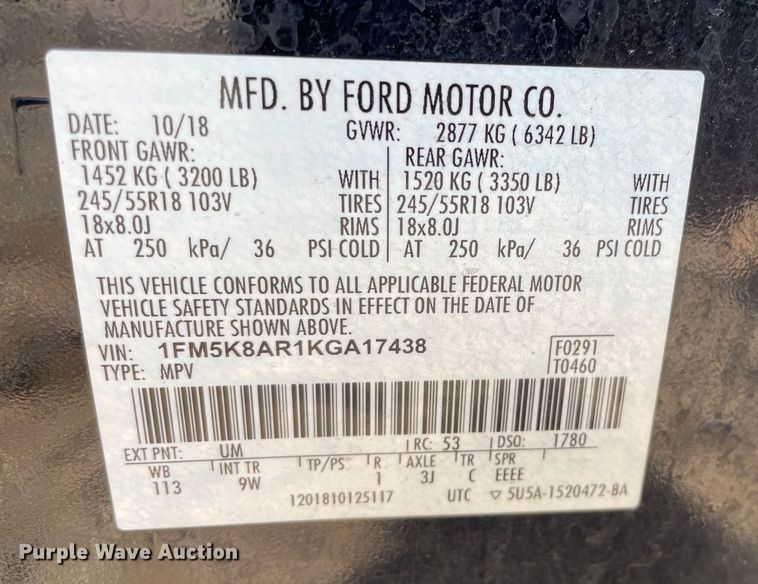 MFD. BY FORD MOTOR CO.
DATE: 10/18 GVWR: 2877 KG ( 6342 LB)
FRONT GAWR: REAR GAWR:
1452 KG ( 3200 LB) WITH 1520 KG ( 3350 LB) WITH
245/55R18 103V TIRES 245/55R18 103V TIRES
18x8.0J RIMS 18x8.0J RIMS
AT 250 kPa/ 36 PSI COLD AT 250 kPa/ 36 PSI COLD
THIS VEHICLE CONFORMS TO ALL APPLICABLE FEDERAL MOTOR
VEHICLE SAFETY STANDARDS IN EFFECT ON THE DATE OF
MANUFACTURE SHOWN ABOVE.
VIN: 1FM5K8AR1KGA17438 F0291
TYPE: MPV T0460
EXT PNT: UM RC: 53 DSO: 1780
WB INT TR TP/PS R AXLE TR SPR
113 9W 1 3J C EEEE
1201810125117 UTC ▽ 5U5A-1520472-BA
Purple Wave Auction